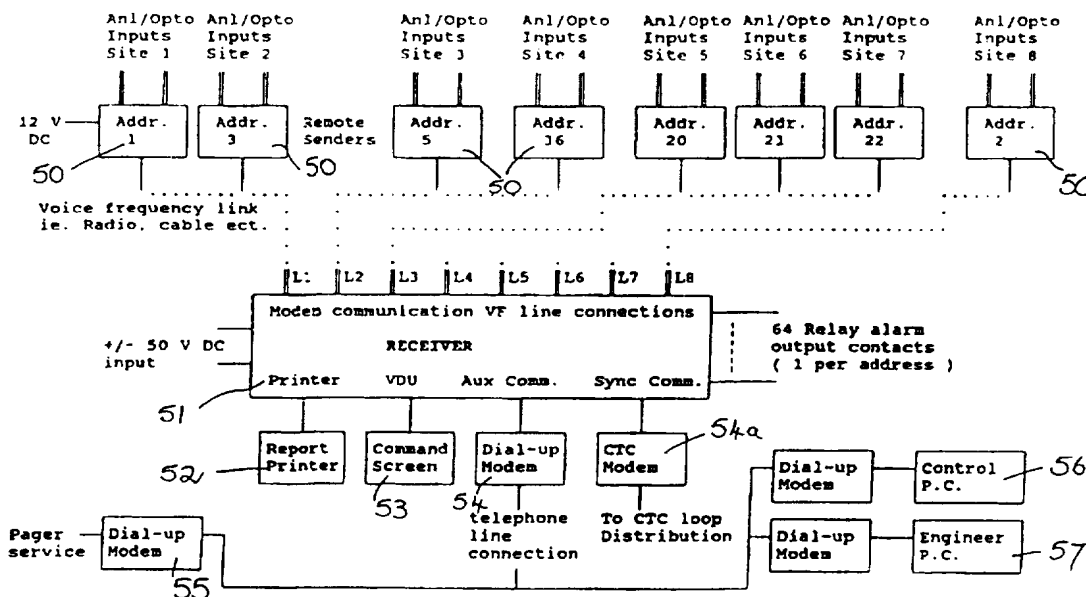 Anl/Opto Anl/Opto Anl/Opto Anl/Opto Anl/Opto Anl/Opto Anl/Opto Anl/Opto
Inputs Inputs Inputs Inputs Inputs Inputs Inputs Inputs
Site 1 Site 2 Site 3 Site 4 Site 5 Site 6 Site 7 Site 8
12 V Addr. Addr. Remote Addr. Addr. Addr. Addr. Addr. Addr.
DC 1 3 Senders 5 36 20 21 22 2
50 50 50 50
Voice frequency link
ie. Radio, cable ect.
L1 L2 L3 L4 L5 L6 L7 L8
Modem communication VF line connections
+/- 50 V DC
input
RECEIVER
64 Relay alarm
output contacts
( 1 per address )
Printer VDU Aux Comm. Sync Comm.
51
Report
Printer
52
Command
Screen
53
Dial-up
Modem
54
CTC
Modem
54a
telephone
line
connection
To CTC loop
Distribution
Dial-up
Modem
Control
P.C.
56
Pager
service
Dial-up
Modem
55
Dial-up
Modem
Engineer
P.C.
57